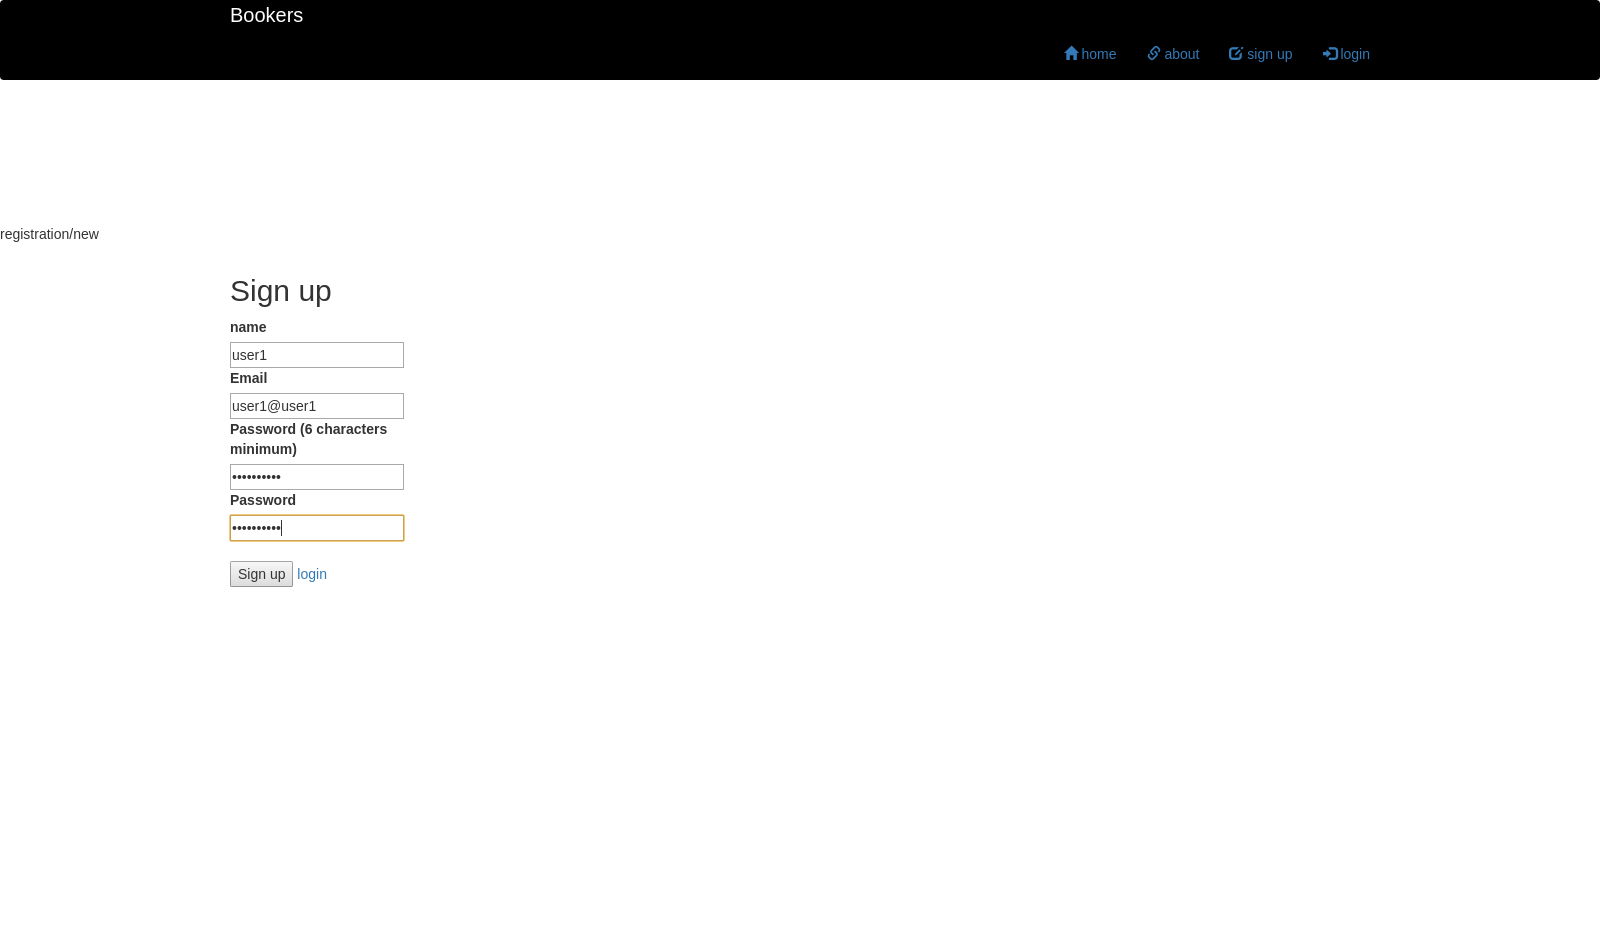 Bookers
home about sign up login
registration/new
Sign up
name
user1
Email
user1@user1
Password (6 characters
minimum)
••••••••••
Password
••••••••••
Sign up login